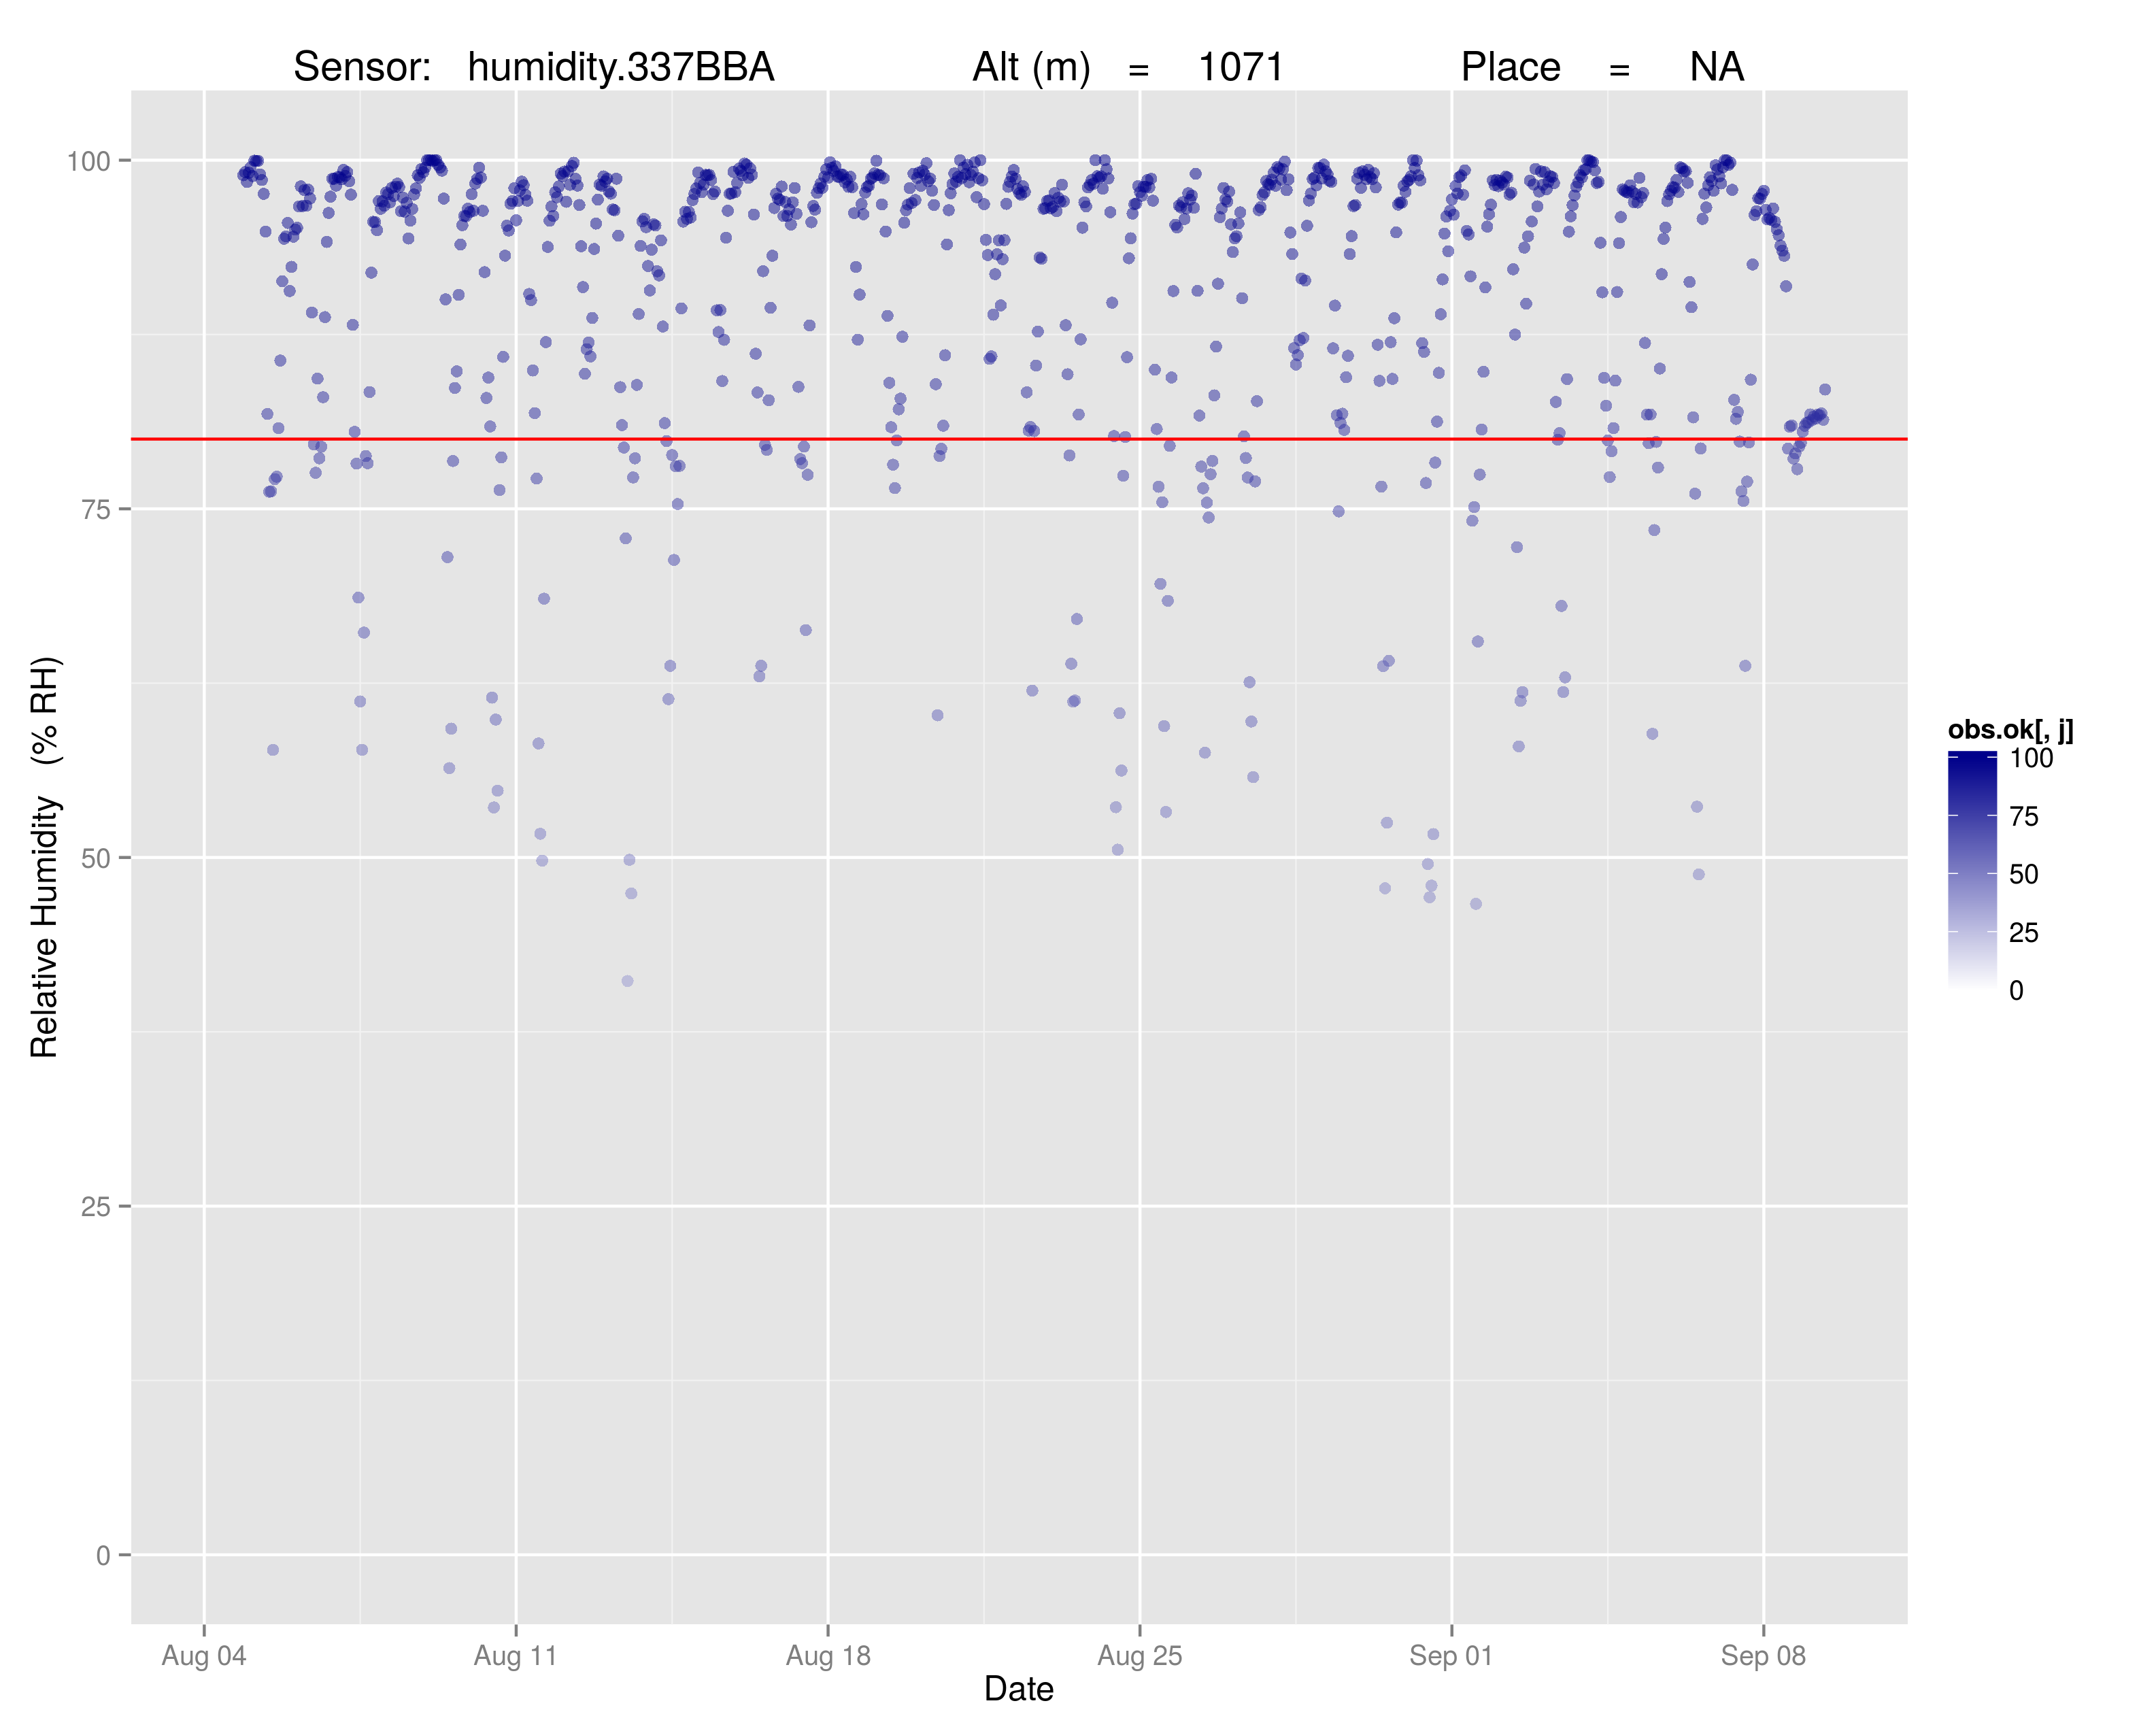 Sensor: humidity.337BBA Alt (m) = 1071 Place = NA
100
75
50
25
0
Relative Humidity (% RH)
Aug 04 Aug 11 Aug 18 Aug 25 Sep 01 Sep 08
Date
obs.ok[, j]
100
75
50
25
0